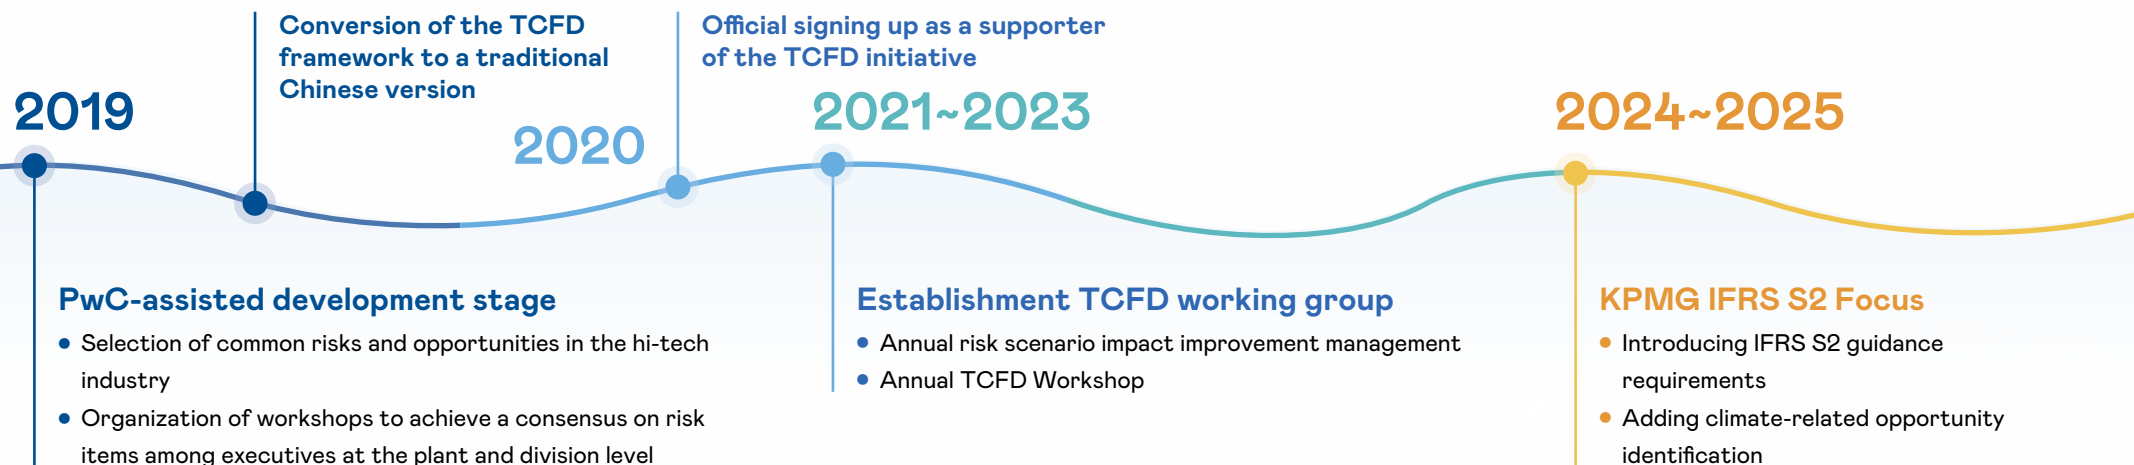 Conversion of the TCFD
framework to a traditional
Chinese version
Official signing up as a supporter
of the TCFD initiative
2019
2020
2021~2023
2024~2025
PwC-assisted development stage
• Selection of common risks and opportunities in the hi-tech
industry
• Organization of workshops to achieve a consensus on risk
items among executives at the plant and division level
Establishment TCFD working group
• Annual risk scenario impact improvement management
• Annual TCFD Workshop
KPMG IFRS S2 Focus
• Introducing IFRS S2 guidance
requirements
• Adding climate-related opportunity
identification